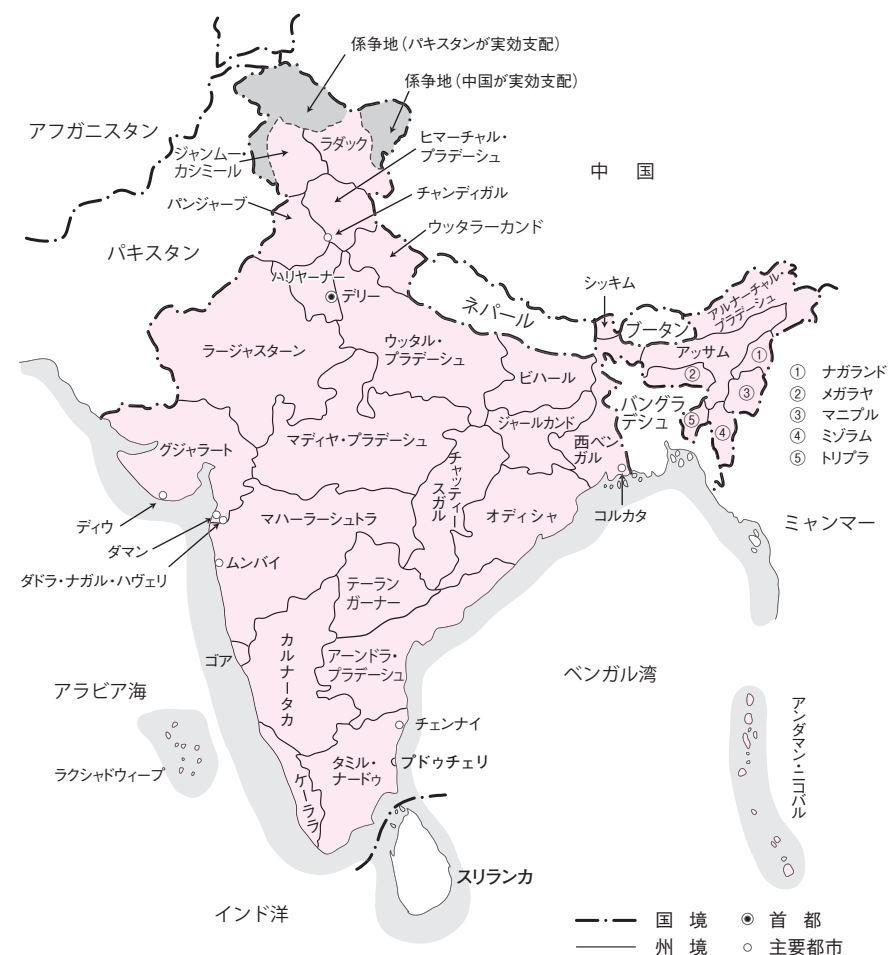 係争地(パキスタンが実効支配)
係争地(中国が実効支配)
アフガニスタン
ラダック
ヒマーチャル・
プラデーシュ
ジャンムー・
カシミール
中 国
チャンディガル
パンジャーブ
ウッタラーカンド
パキスタン
ハリヤーナー
デリー
シッキム
ネパール
ブータン
アルナーチャル・
プラデーシュ
ラージャスターン
ウッタル・
プラデーシュ
アッサム
ビハール
バングラ
デシュ
① ② ③ ④ ⑤
① ナガランド
② メガラヤ
③ マニプル
④ ミゾラム
⑤ トリプラ
グジャラート
マディヤ・プラデーシュ
ジャールカンド
西ベン
ガル
チャッティー
スガル
オディシャ
コルカタ
ミャンマー
ディウ
ダマン
ダドラ・ナガル・ハヴェリ
マハーラーシュトラ
ムンバイ
テーラン
ガーナー
ゴア
カルナータカ
アーンドラ・
プラデーシュ
ベンガル湾
アラビア海
チェンナイ
アンダマン・ニコバル
ラクシャドウィープ
タミル・
ナードゥ
プドゥチェリ
ケーララ
スリランカ
インド洋
国 境
首 都
州 境
主要都市